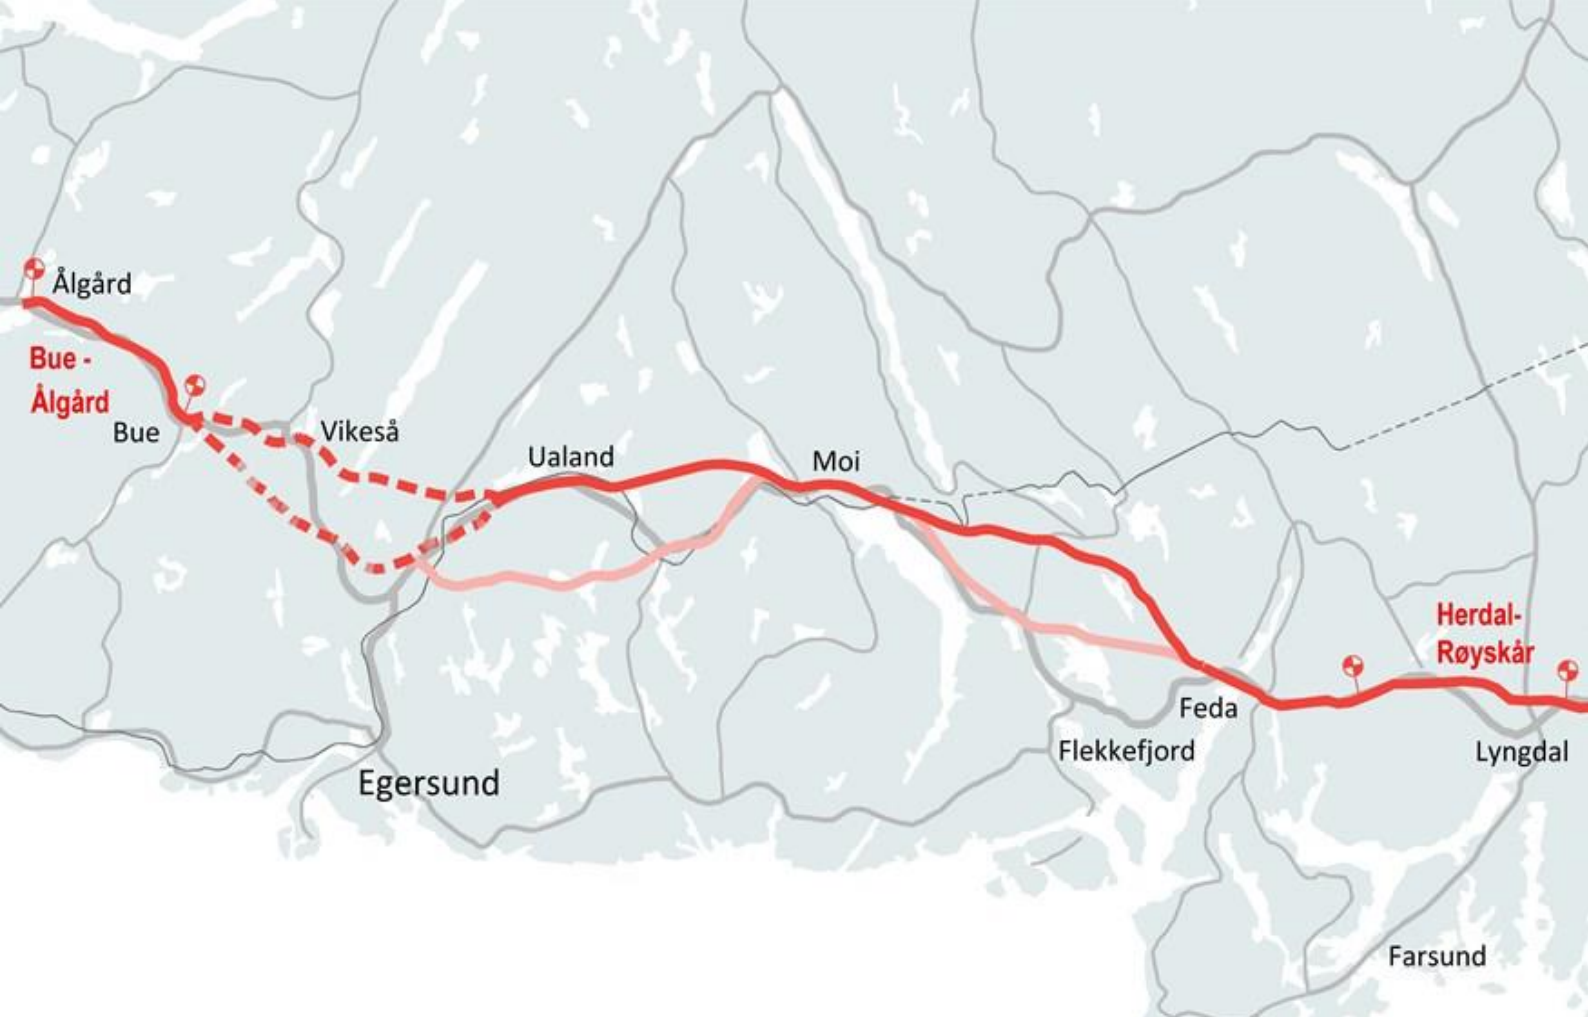 Ålgård
Bue -
Ålgård
Bue
Vikeså
Ualand
Moi
Herdal-
Røyskår
Feda
Flekkefjord
Lyngdal
Egersund
Farsund